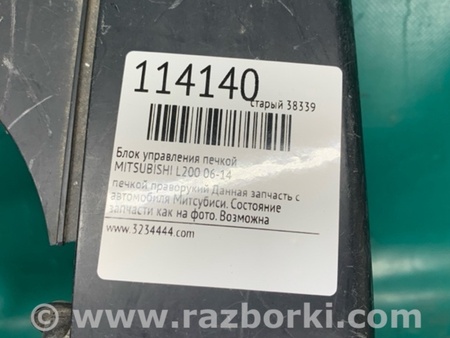 114140
старый 38339
Блок управления печкой
MITSUBISHI L200 06-14
печкой праворукий Данная запчасть с
автомобиля Митсубиси. Состояние
запчасти как на фото. Возможна
www.3234444.com
www.razborki.com